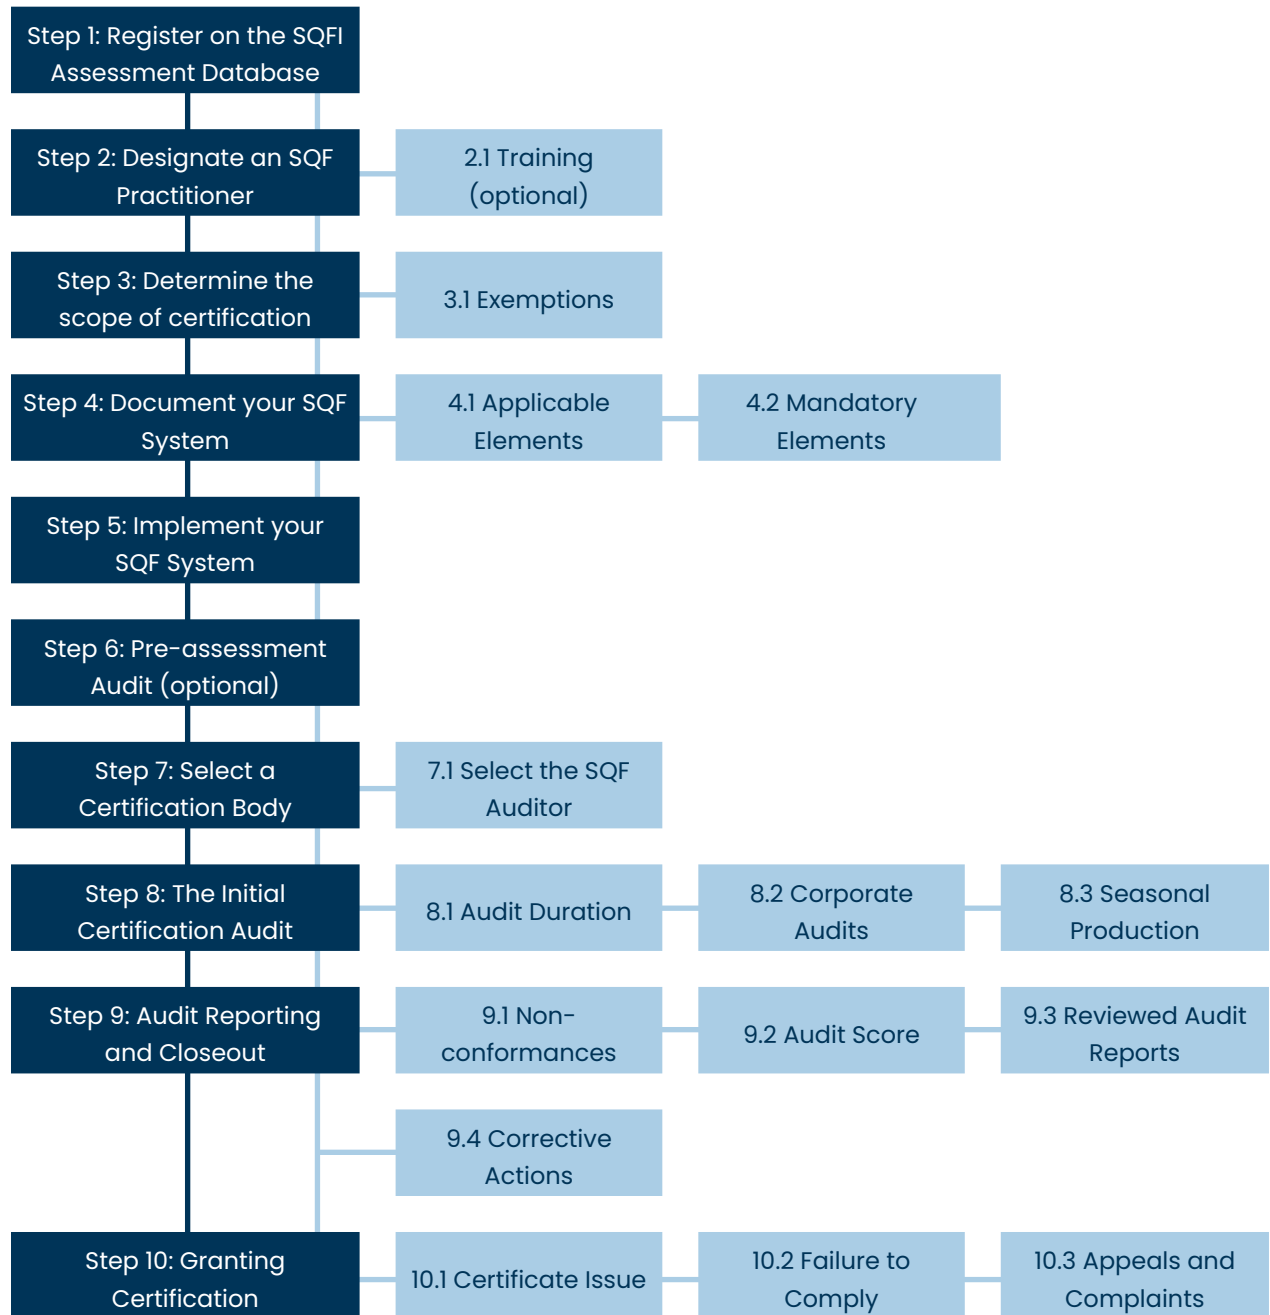 Step 1: Register on the SQFI
Assessment Database
Step 2: Designate an SQF
Practitioner
2.1 Training
(optional)
Step 3: Determine the
scope of certification
3.1 Exemptions
Step 4: Document your SQF
System
4.1 Applicable
Elements
4.2 Mandatory
Elements
Step 5: Implement your
SQF System
Step 6: Pre-assessment
Audit (optional)
Step 7: Select a
Certification Body
7.1 Select the SQF
Auditor
Step 8: The Initial
Certification Audit
8.1 Audit Duration
8.2 Corporate
Audits
8.3 Seasonal
Production
Step 9: Audit Reporting
and Closeout
9.1 Non-
conformances
9.2 Audit Score
9.3 Reviewed Audit
Reports
9.4 Corrective
Actions
Step 10: Granting
Certification
10.1 Certificate Issue
10.2 Failure to
Comply
10.3 Appeals and
Complaints